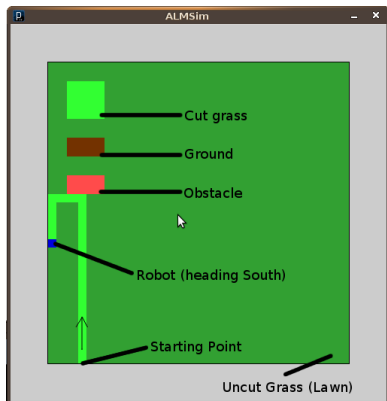 ALMSim
Cut grass
Ground
Obstacle
Robot (heading South)
Starting Point
Uncut Grass (Lawn)